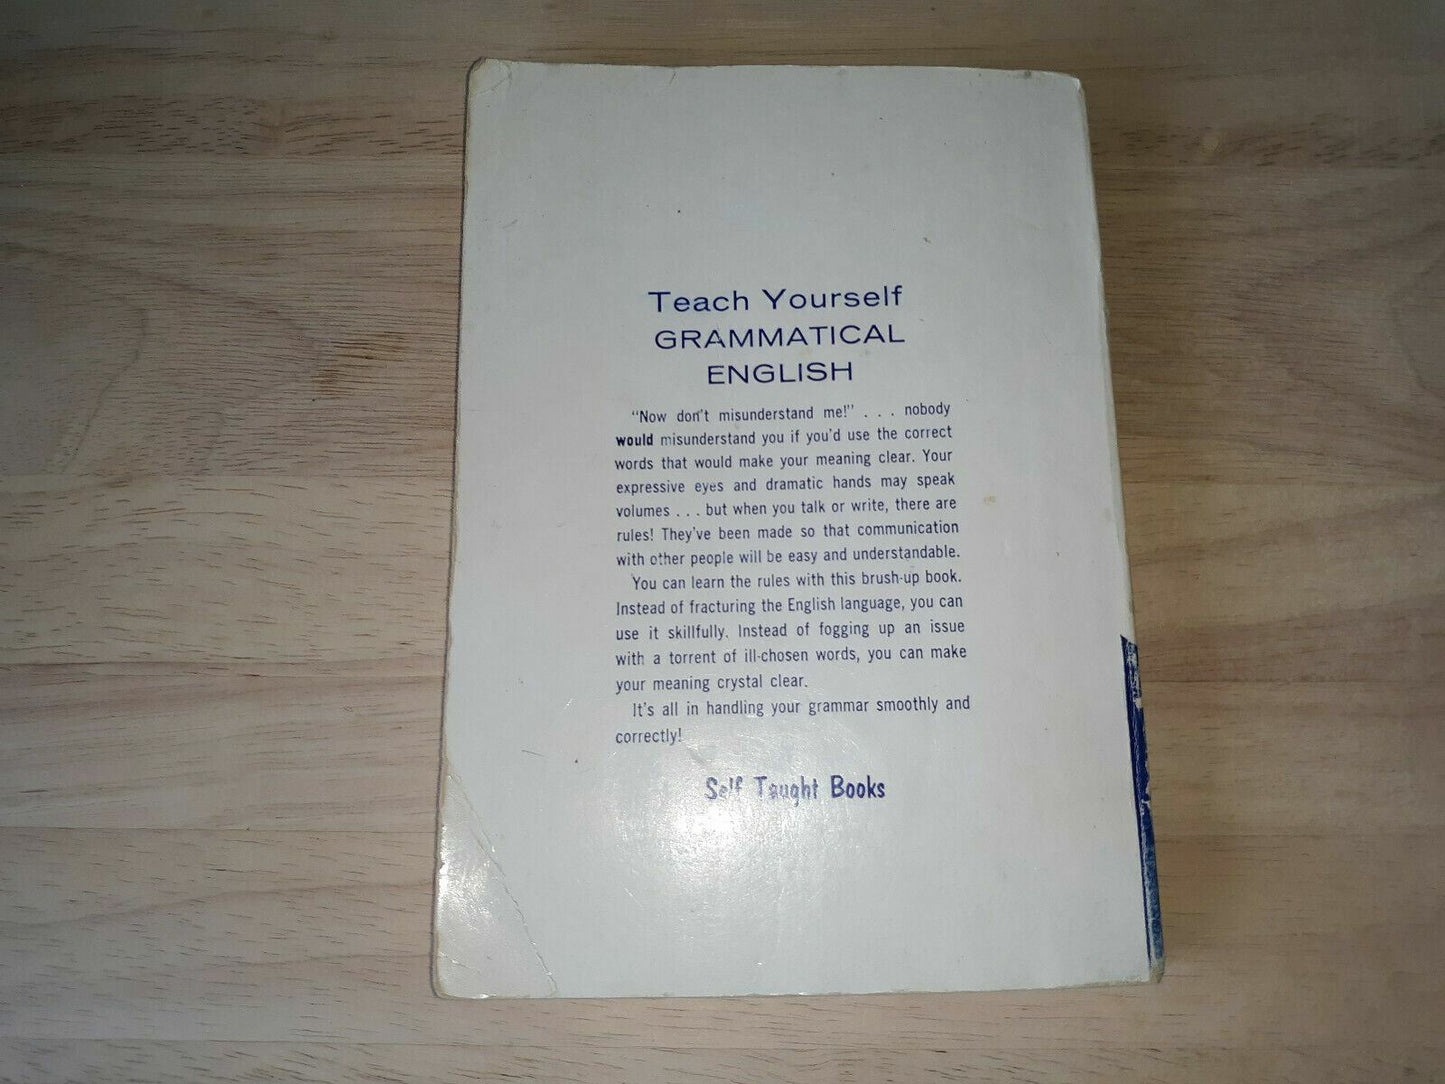 Teach Yourself
GRAMMATICAL
ENGLISH
"Now don't misunderstand me!" . . . nobody
would misunderstand you if you'd use the correct
words that would make your meaning clear. Your
expressive eyes and dramatic hands may speak
volumes . . . but when you talk or write, there are
rules! They've been made so that communication
with other people will be easy and understandable.
You can learn the rules with this brush-up book.
Instead of fracturing the English language, you can
use it skillfully. Instead of fogging up an issue
with a torrent of ill-chosen words, you can make
your meaning crystal clear.
It's all in handling your grammar smoothly and
correctly!
Self Taught Books